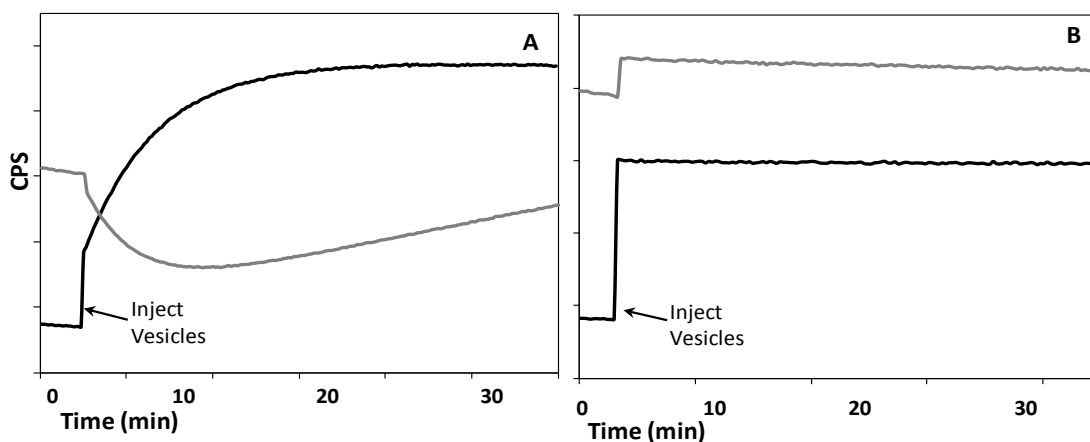 A
CPS
Inject
Vesicles
0 10 20 30
Time (min)
B
Inject
Vesicles
0 10 20 30
Time (min)